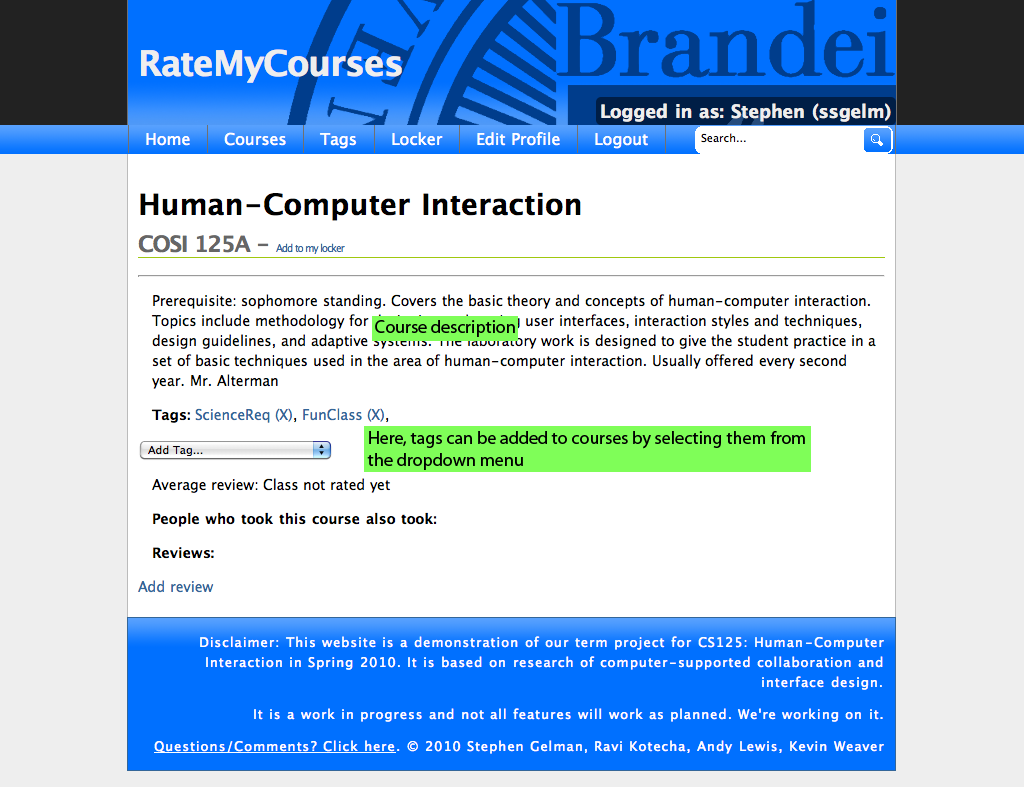 Brandei
RateMyCourses
Logged in as: Stephen (ssgelm)
Home Courses Tags Locker Edit Profile Logout Search...
Human-Computer Interaction
COSI 125A - Add to my locker
Prerequisite: sophomore standing. Covers the basic theory and concepts of human-computer interaction.
Topics include methodology for user interfaces, interaction styles and techniques,
Course description
design guidelines, and adaptive systems. The laboratory work is designed to give the student practice in a
set of basic techniques used in the area of human-computer interaction. Usually offered every second
year. Mr. Alterman
Tags: ScienceReq (X), FunClass (X),
Add Tag...
Here, tags can be added to courses by selecting them from
the dropdown menu
Average review: Class not rated yet
People who took this course also took:
Reviews:
Add review
Disclaimer: This website is a demonstration of our term project for CS125: Human-Computer
Interaction in Spring 2010. It is based on research of computer-supported collaboration and
interface design.
It is a work in progress and not all features will work as planned. We're working on it.
Questions/Comments? Click here. © 2010 Stephen Gelman, Ravi Kotecha, Andy Lewis, Kevin Weaver